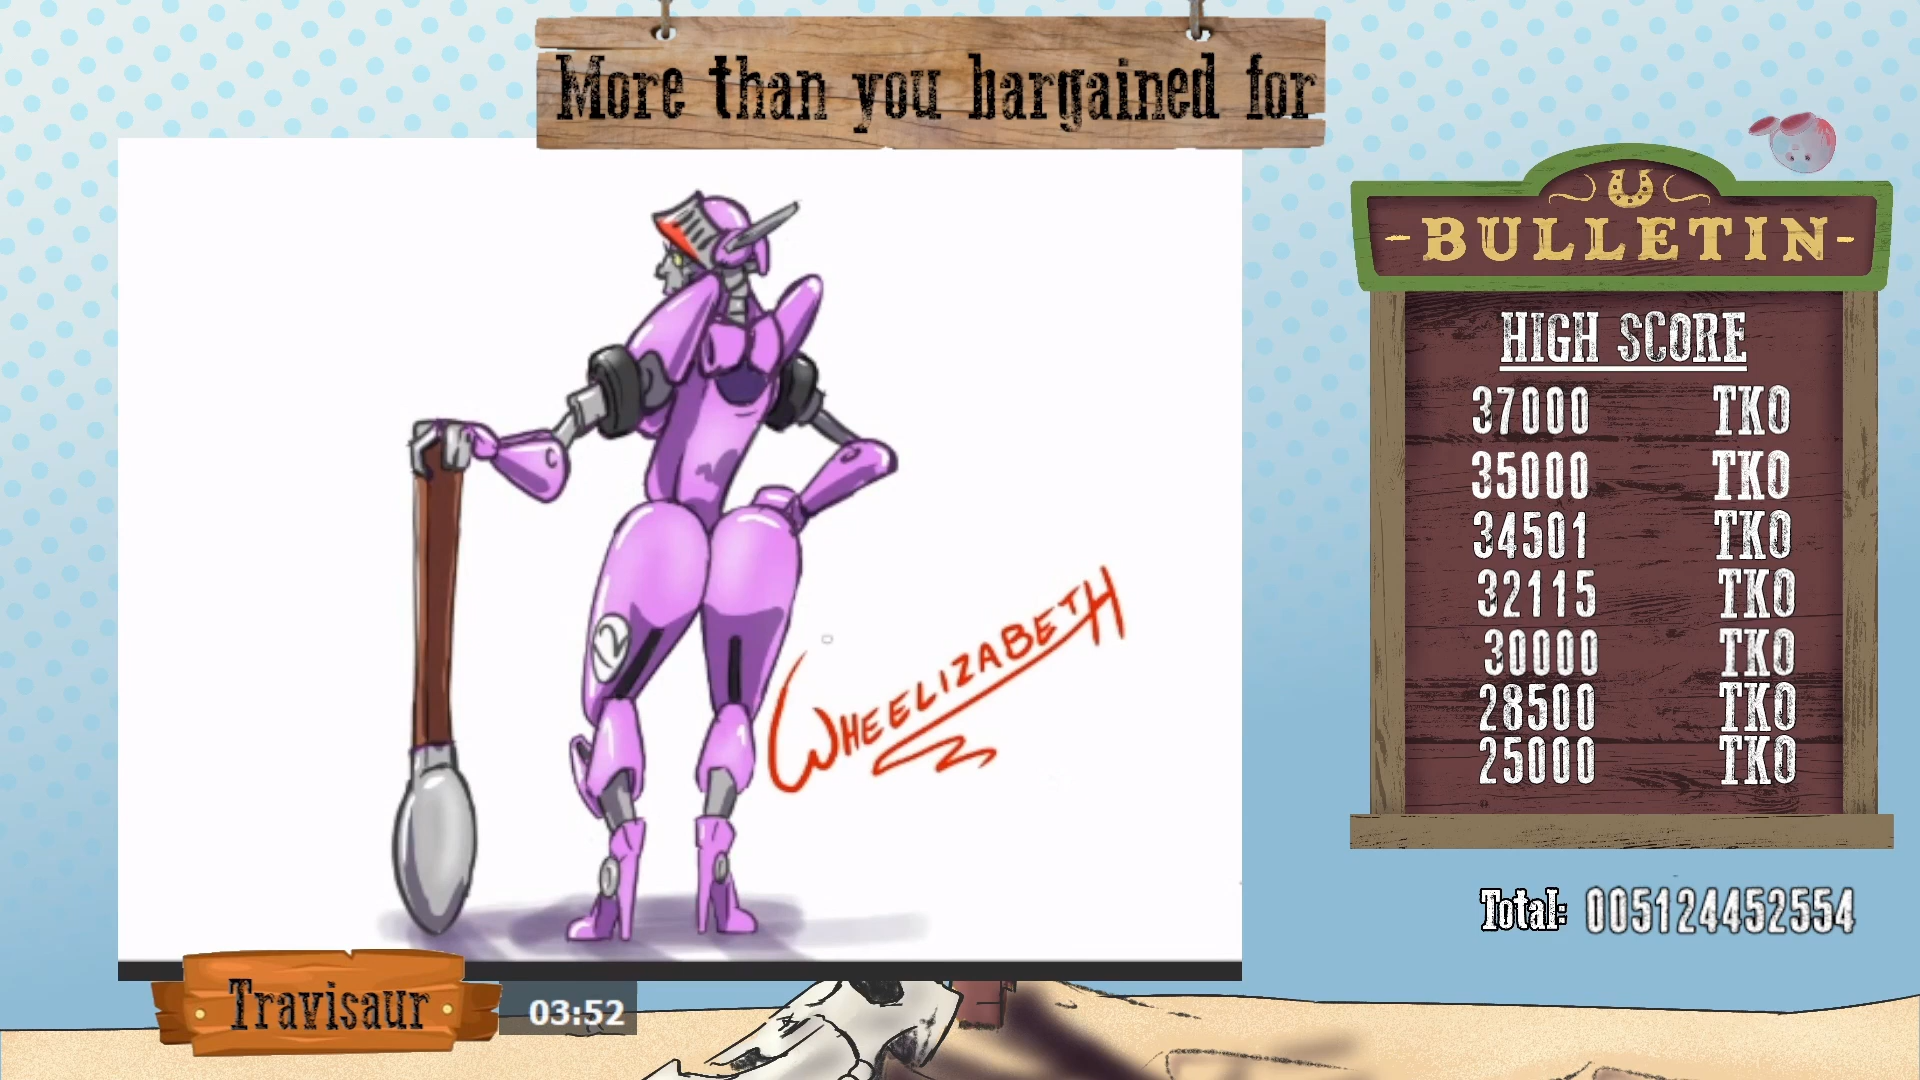 More than you bargained for
-BULLETIN-
HIGH SCORE
37000 TKO
35000 TKO
34501 TKO
32115 TKO
30000 TKO
28500 TKO
25000 TKO
Total: 005124452554
12
WHEELIZABETH
Travisaur
03:52